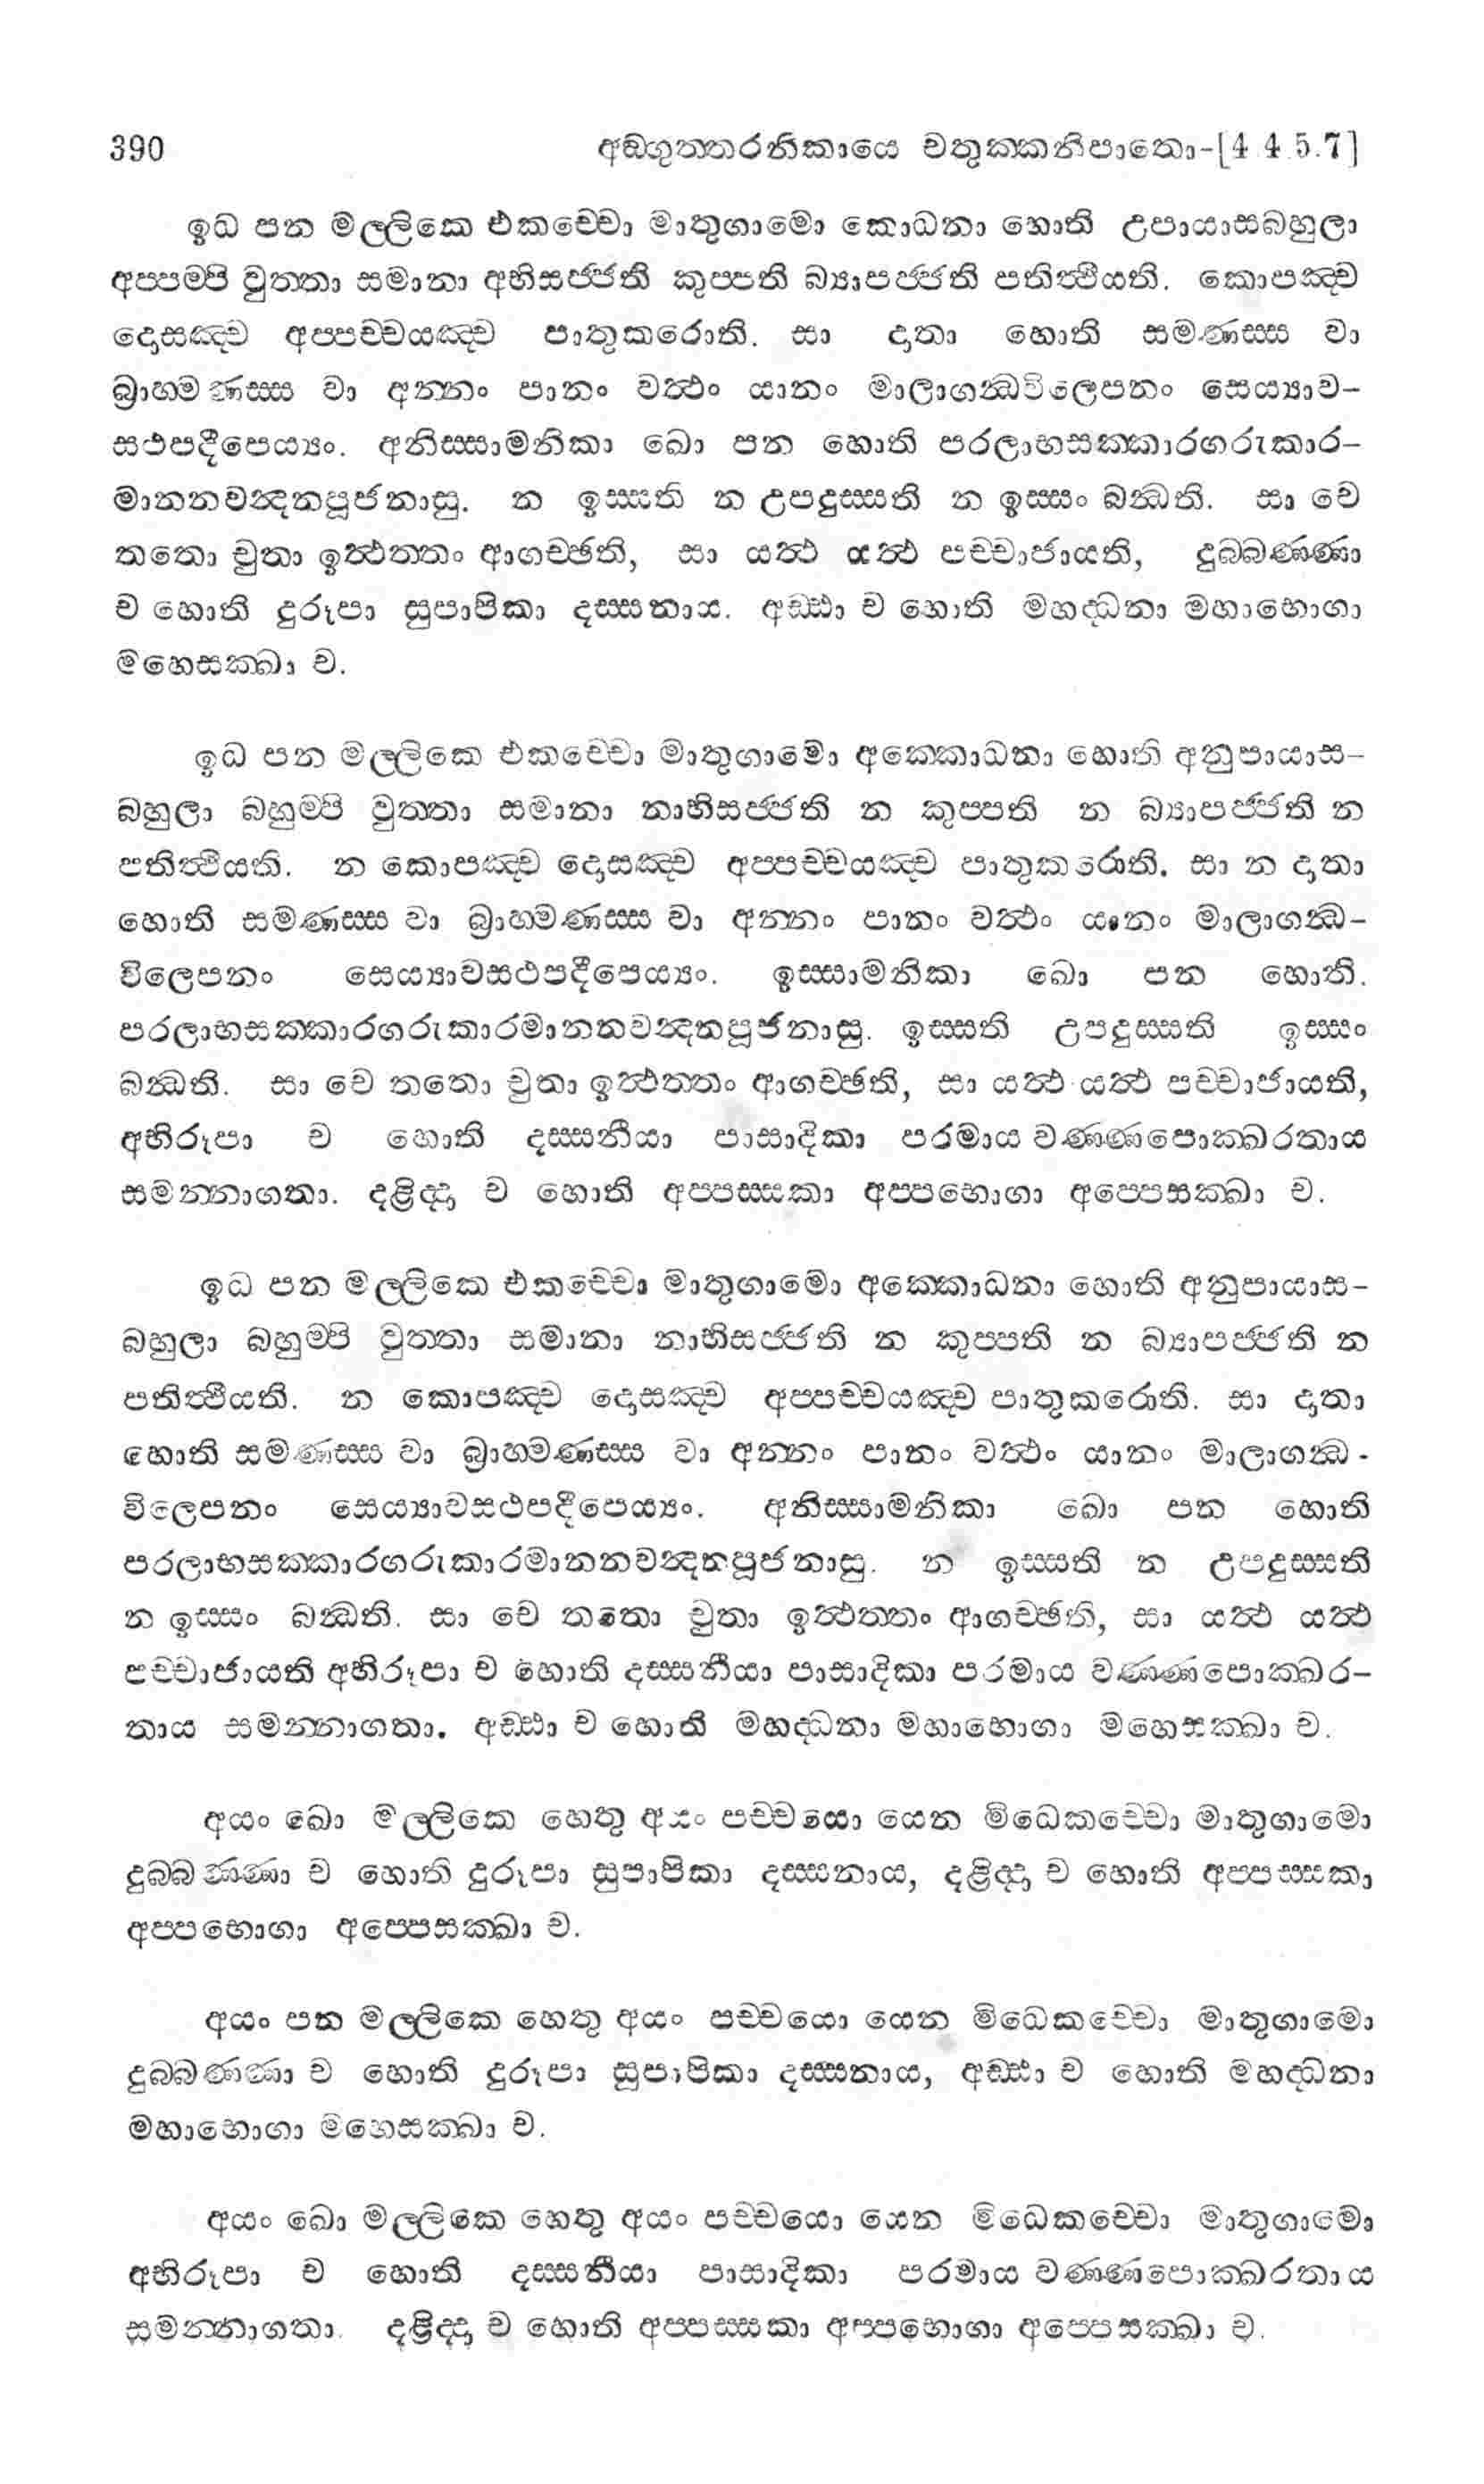 390 අඞ්ගුත්තරනිකායෙ චතුක්කනිපාතො-[4 4 5.7]
ඉධ පන මල්ලිකෙ එකච්චො මාතුගාමො කොධනා හොති උපායාසබහුලා
අප්පම්පි වුත්තා සමානා අභිසජ්ජති කුප්පති බ්‍යාපජ්ජති පතිත්ථීයති. කොපඤ්ච
දොසඤ්ච අප්පච්චයඤ්ච පාතුකරොති. සා දාතා හොති සමණස්ස වා
බ්‍රාහ්මණස්ස වා අන්නං පානං වත්ථං යානං මාලාගන්ධවිලෙපනං සෙය්‍යාව-
සථපදීපෙය්‍යං. අනිස්සාමනිකා ඛො පන හොති පරලාභසක්කාරගරුකාර-
මානනවන්දනපූජනාසු. න ඉස්සති න උපදුස්සති න ඉස්සං බන්ධති. සා චෙ
තතො චුතා ඉත්ථත්තං ආගච්ඡති, සා යත්ථ යත්ථ පච්චාජායති, දුබ්බණ්ණා
ච හොති දුරූපා සුපාපිකා දස්සනාය. අඩ්ඪා ච හොති මහද්ධනා මහාභොගා
මහෙසක්ඛා ච.
ඉධ පන මල්ලිකෙ එකච්චො මාතුගාමො අක්කොධනා හොති අනුපායාස-
බහුලා බහුම්පි වුත්තා සමානා නාභිසජ්ජති න කුප්පති න බ්‍යාපජ්ජති න
පතිත්ථීයති. න කොපඤ්ච දොසඤ්ච අප්පච්චයඤ්ච පාතුකරොති. සා න දාතා
හොති සමණස්ස වා බ්‍රාහ්මණස්ස වා අන්නං පානං වත්ථං යානං මාලාගන්ධ-
විලෙපනං සෙය්‍යාවසථපදීපෙය්‍යං. ඉස්සාමනිකා ඛො පන හොති.
පරලාභසක්කාරගරුකාරමානනවන්දනපූජනාසු. ඉස්සති උපදුස්සති ඉස්සං
බන්ධති. සා චෙ තතො චුතා ඉත්ථත්තං ආගච්ඡති, සා යත්ථ යත්ථ පච්චාජායති,
අභිරූපා ච හොති දස්සනීයා පාසාදිකා පරමාය වණ්ණපොක්ඛරතාය
සමන්නාගතා. දළිද්දා ච හොති අප්පස්සකා අප්පභොගා අප්පෙසක්ඛා ච.
ඉධ පන මල්ලිකෙ එකච්චො මාතුගාමො අක්කොධනා හොති අනුපායාස-
බහුලා බහුම්පි වුත්තා සමානා නාභිසජ්ජති න කුප්පති න බ්‍යාපජ්ජති න
පතිත්ථීයති. න කොපඤ්ච දොසඤ්ච අප්පච්චයඤ්ච පාතුකරොති. සා දාතා
හොති සමණස්ස වා බ්‍රාහ්මණස්ස වා අන්නං පානං වත්ථං යානං මාලාගන්ධ-
විලෙපනං සෙය්‍යාවසථපදීපෙය්‍යං. අනිස්සාමනිකා ඛො පන හොති
පරලාභසක්කාරගරුකාරමානනවන්දනපූජනාසු. න ඉස්සති න උපදුස්සති
න ඉස්සං බන්ධති. සා චෙ තතො චුතා ඉත්ථත්තං ආගච්ඡති, සා යත්ථ යත්ථ
පච්චාජායති අභිරූපා ච හොති දස්සනීයා පාසාදිකා පරමාය වණ්ණපොක්ඛර-
තාය සමන්නාගතා. අඩ්ඪා ච හොති මහද්ධනා මහාභොගා මහෙසක්ඛා ච.
අයං ඛො මල්ලිකෙ හෙතු අයං පච්චයො යෙන මිධෙකච්චො මාතුගාමො
දුබ්බණ්ණා ච හොති දුරූපා සුපාපිකා දස්සනාය, දළිද්දා ච හොති අප්පස්සකා
අප්පභොගා අප්පෙසක්ඛා ච.
අයං පන මල්ලිකෙ හෙතු අයං පච්චයො යෙන මිධෙකච්චො මාතුගාමො
දුබ්බණ්ණා ච හොති දුරූපා සුපාපිකා දස්සනාය, අඩ්ඪා ච හොති මහද්ධනා
මහාභොගා මහෙසක්ඛා ච.
අයං ඛො මල්ලිකෙ හෙතු අයං පච්චයො යෙන මිධෙකච්චො මාතුගාමො
අභිරූපා ච හොති දස්සනීයා පාසාදිකා පරමාය වණ්ණපොක්ඛරතාය
සමන්නාගතා. දළිද්දා ච හොති අප්පස්සකා අප්පභොගා අප්පෙසක්ඛා ච.